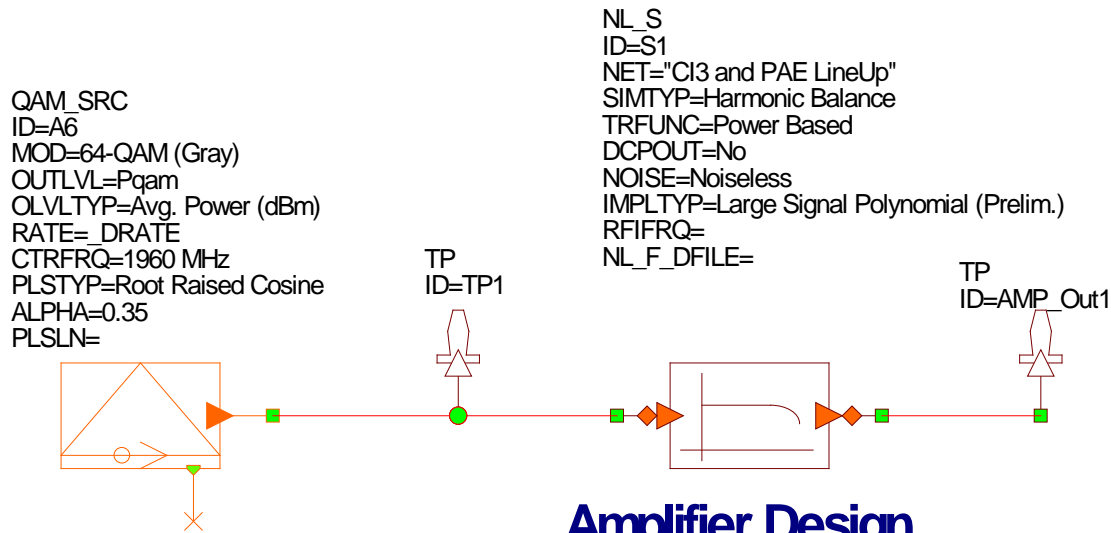 NL_S
ID=S1
NET="CI3 and PAE LineUp"
SIMTYP=Harmonic Balance
TRFUNC=Power Based
DCPOUT=No
NOISE=Noiseless
IMPLTYP=Large Signal Polynomial (Prelim.)
RFIFRQ=
NL_F_DFILE=
QAM_SRC
ID=A6
MOD=64-QAM (Gray)
OUTLVL=Pqam
OLVLTYP=Avg. Power (dBm)
RATE=_DRATE
CTRFRQ=1960 MHz
PLSTYP=Root Raised Cosine
ALPHA=0.35
PLSLN=
TP
ID=TP1
TP
ID=AMP_Out1
Amplifier Design